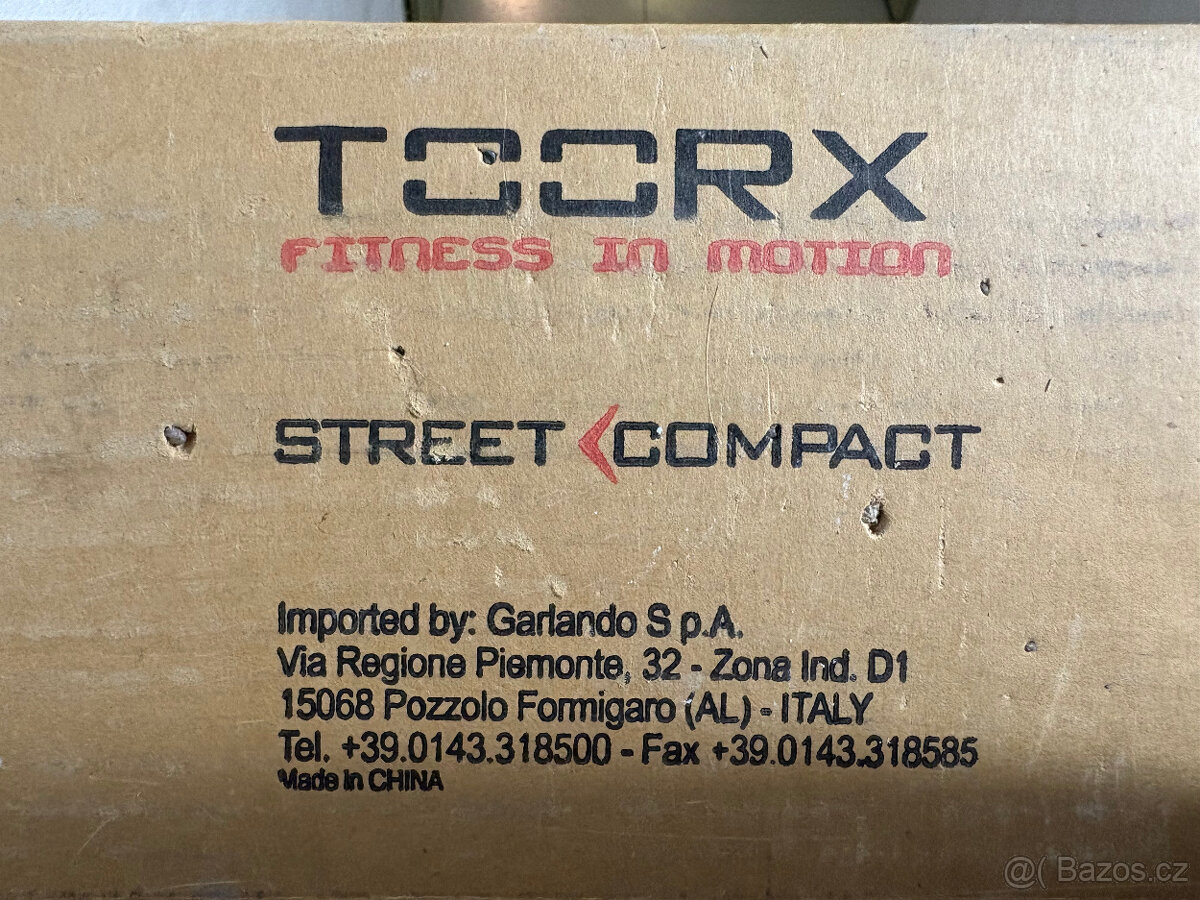 TOORX
FITNESS IN MOTION
STREET COMPACT
Imported by: Garlando S p.A.
Via Regione Piemonte, 32 - Zona Ind. D1
15068 Pozzolo Formigaro (AL) - ITALY
Tel. +39.0143.318500 - Fax +39.0143.318585
Made in CHINA
@( Bazos.cz